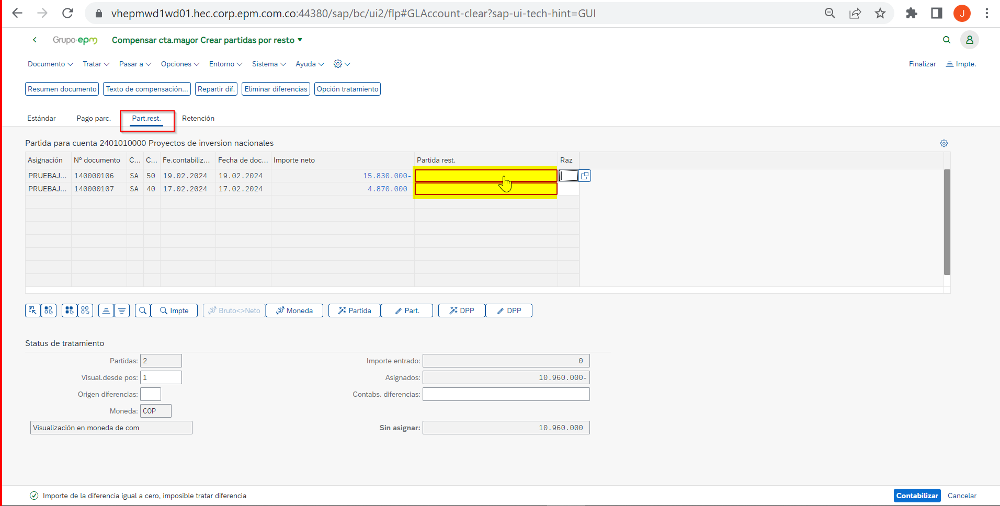 vhepmwd1wd01.hec.corp.epm.com.co:44380/sap/bc/ui2/flp#GLAccount-clear?sap-ui-tech-hint=GUI
J
Grupo·epm Compensar cta.mayor Crear partidas por resto
Documento Tratar Pasar a Opciones Entorno Sistema Ayuda Finalizar Impte.
Resumen documento Texto de compensación... Repartir dif. Eliminar diferencias Opción tratamiento
Estándar Pago parc. Part.rest. Retención
Partida para cuenta 2401010000 Proyectos de inversion nacionales
Asignación Nº documento C... C... Fe.contabiliz... Fecha de doc... Importe neto Partida rest. Raz
PRUEBAJ... 140000106 SA 50 19.02.2024 19.02.2024 15.830.000-
PRUEBAJ... 140000107 SA 40 17.02.2024 17.02.2024 4.870.000
Impte Bruto<>Neto Moneda Partida Part. DPP DPP
Status de tratamiento
Partidas: 2 Importe entrado: 0
Visual.desde pos: 1 Asignados: 10.960.000-
Origen diferencias: Contabs. diferencias:
Moneda: COP
Visualización en moneda de com Sin asignar: 10.960.000
Importe de la diferencia igual a cero, imposible tratar diferencia Contabilizar Cancelar